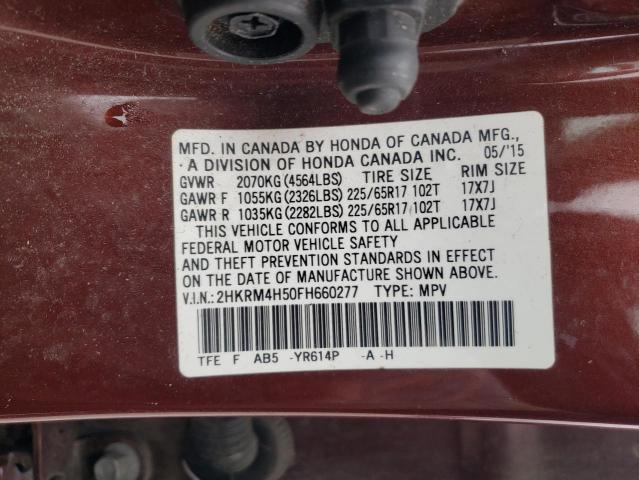 MFD. IN CANADA BY HONDA OF CANADA MFG.,
A DIVISION OF HONDA CANADA INC. 05/'15
GVWR 2070KG(4564LBS) TIRE SIZE RIM SIZE
GAWR F 1055KG(2326LBS) 225/65R17 102T 17X7J
GAWR R 1035KG(2282LBS) 225/65R17 102T 17X7J
THIS VEHICLE CONFORMS TO ALL APPLICABLE
FEDERAL MOTOR VEHICLE SAFETY
AND THEFT PREVENTION STANDARDS IN EFFECT
ON THE DATE OF MANUFACTURE SHOWN ABOVE.
V.I.N.: 2HKRM4H50FH660277 TYPE: MPV
TFE F AB5 -YR614P -A -H